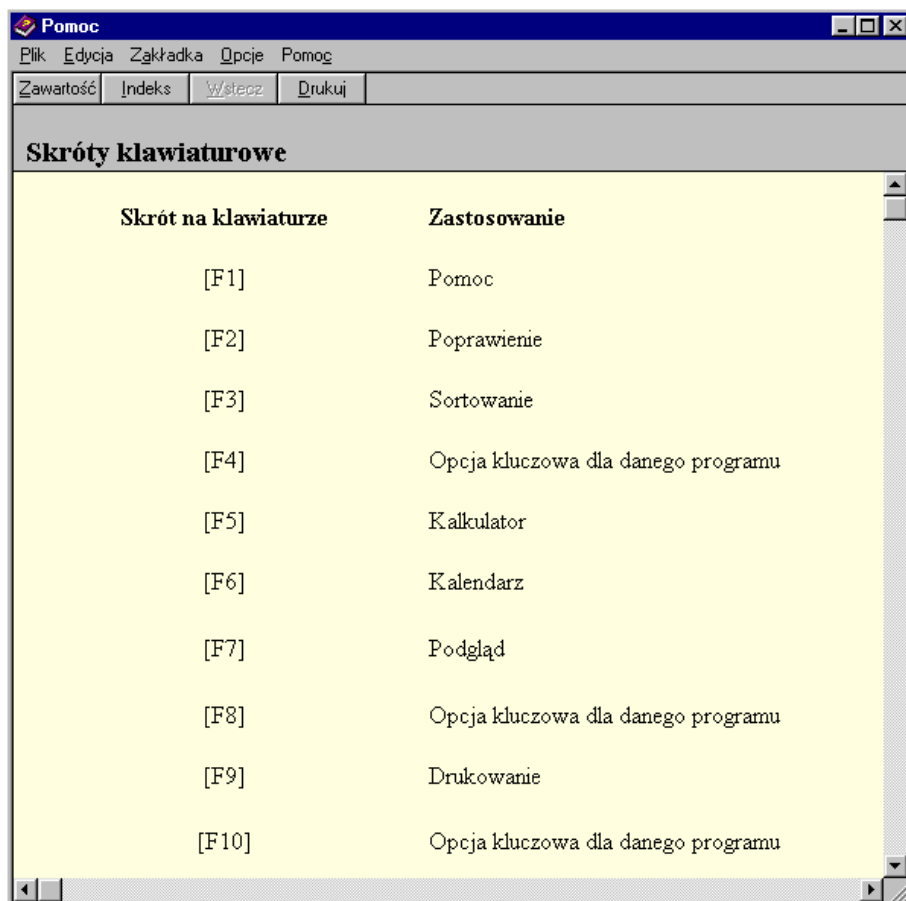 Pomoc
Plik Edycja Zakładka Opcje Pomoc
Zawartość Indeks Wstecz Drukuj
Skróty klawiaturowe
Skrót na klawiaturze Zastosowanie
[F1] Pomoc
[F2] Poprawienie
[F3] Sortowanie
[F4] Opcja kluczowa dla danego programu
[F5] Kalkulator
[F6] Kalendarz
[F7] Podgląd
[F8] Opcja kluczowa dla danego programu
[F9] Drukowanie
[F10] Opcja kluczowa dla danego programu